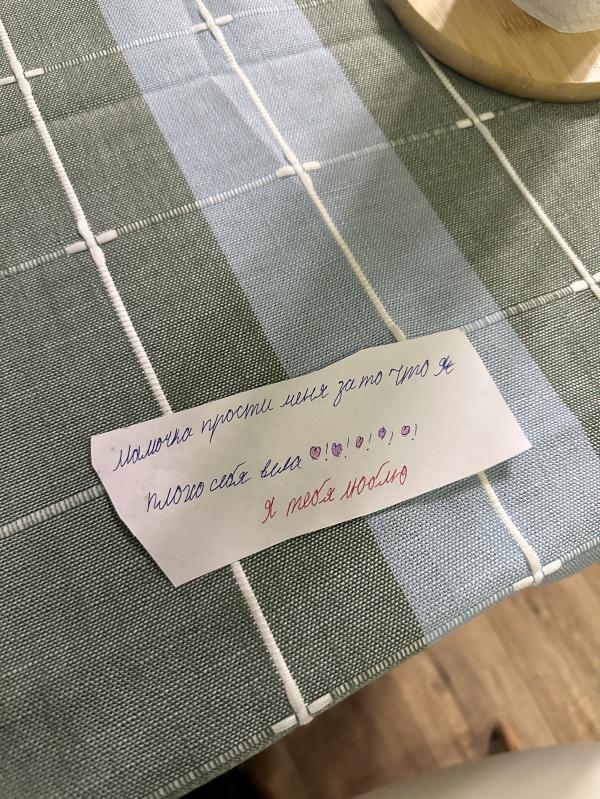 Мамочка прости меня за то что я
плохо себя вела 💜!💜!💜!💜!💜!
Я тебя люблю